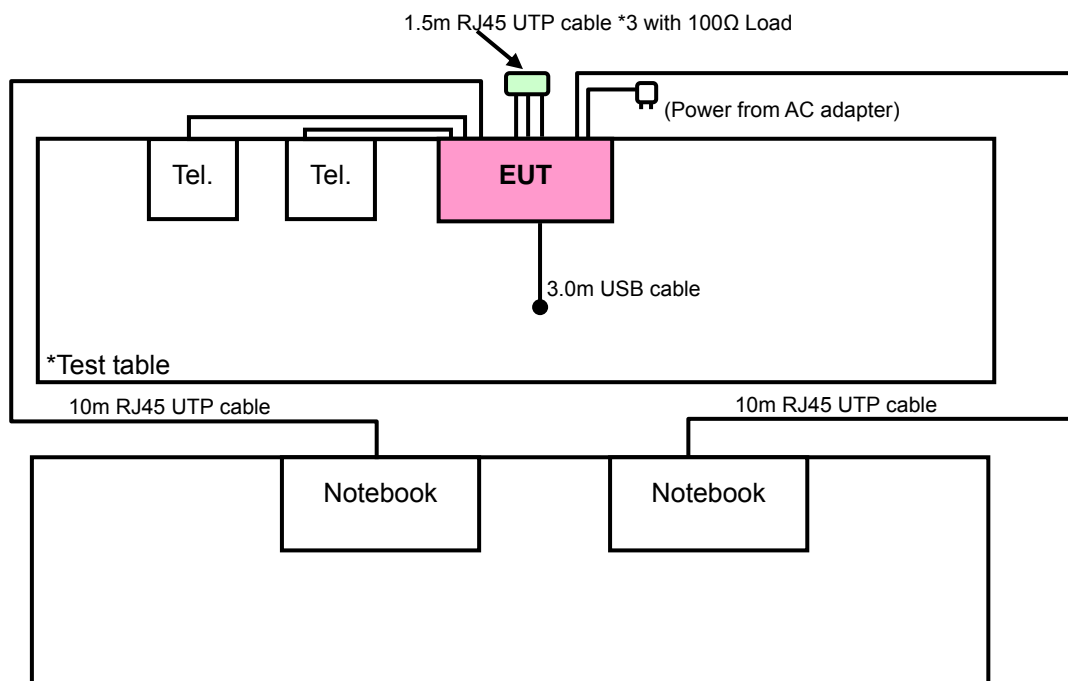 1.5m RJ45 UTP cable *3 with 100Ω Load
(Power from AC adapter)
Tel.
Tel.
EUT
3.0m USB cable
*Test table
10m RJ45 UTP cable
10m RJ45 UTP cable
Notebook
Notebook